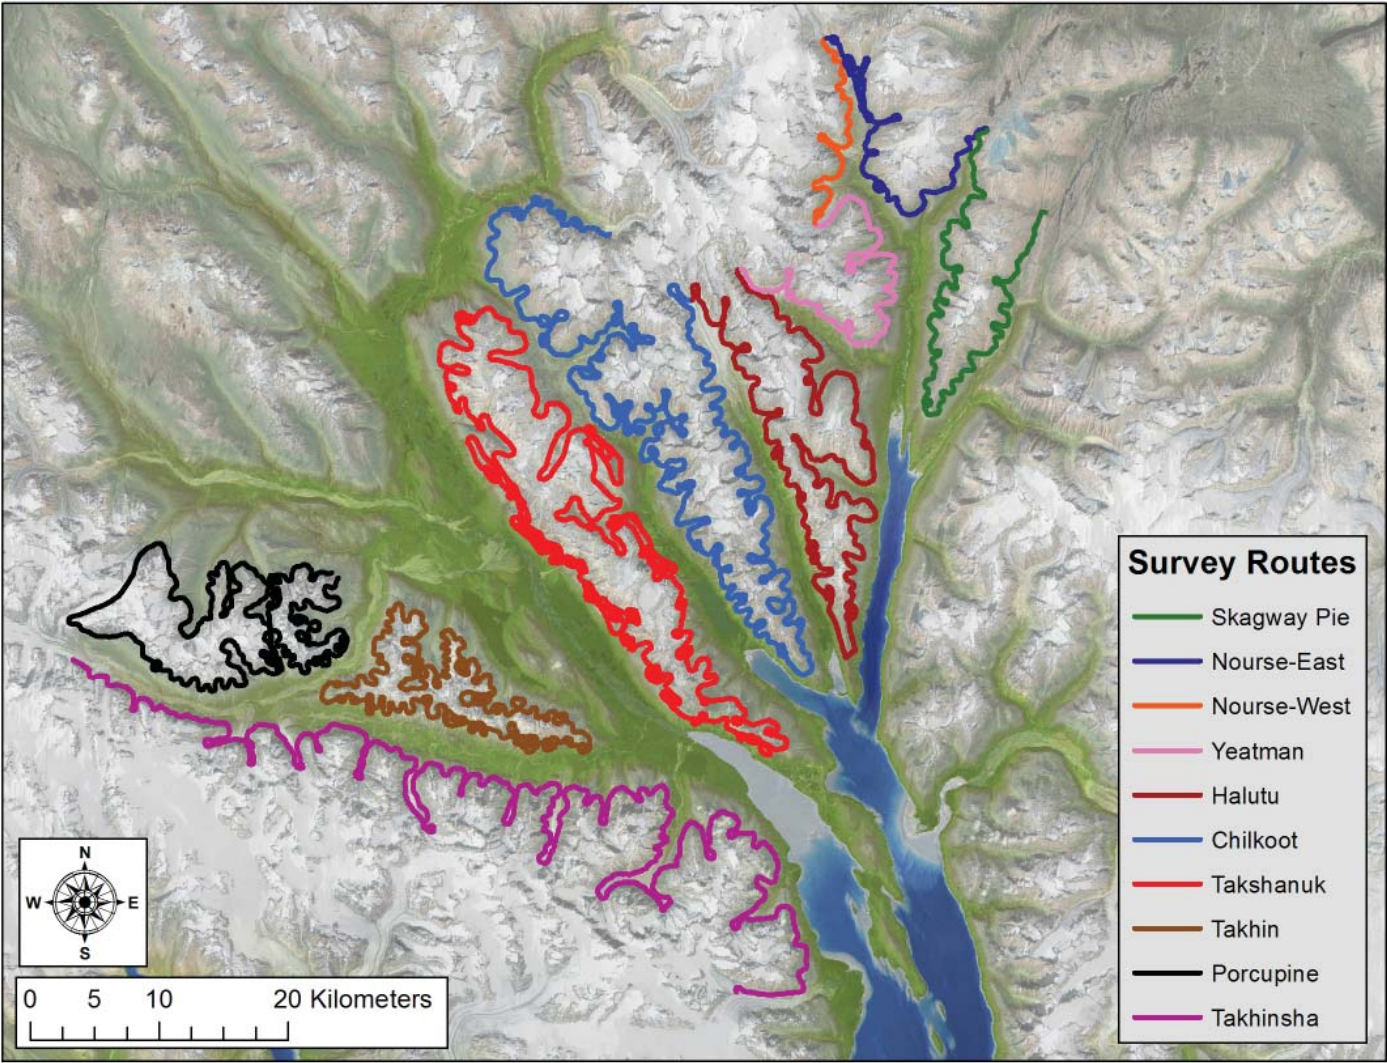 Survey Routes
Skagway Pie
Nourse-East
Nourse-West
Yeatman
Halutu
Chilkoot
Takshanuk
Takhin
Porcupine
Takhinsha
N
W E
S
0 5 10 20 Kilometers